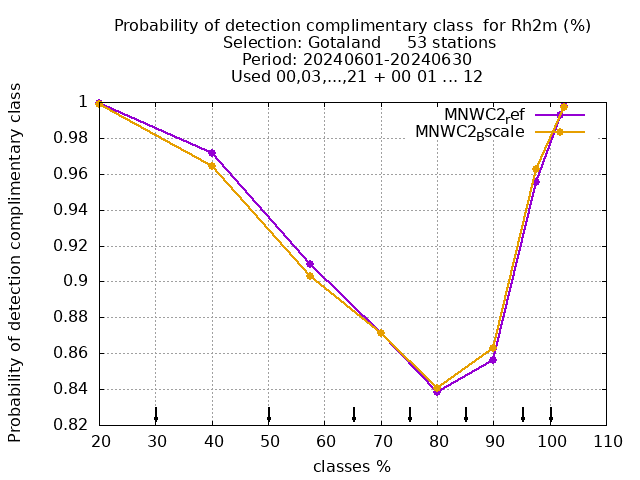 Probability of detection complimentary class  for Rh2m (%)
Selection: Gotaland     53 stations
Period: 20240601-20240630
Used 00,03,...,21 + 00 01 ... 12
Probability of detection complimentary class
MNWC2ref
MNWC2Bscale
1
0.98
0.96
0.94
0.92
0.9
0.88
0.86
0.84
0.82
20 30 40 50 60 70 80 90 100 110
classes %